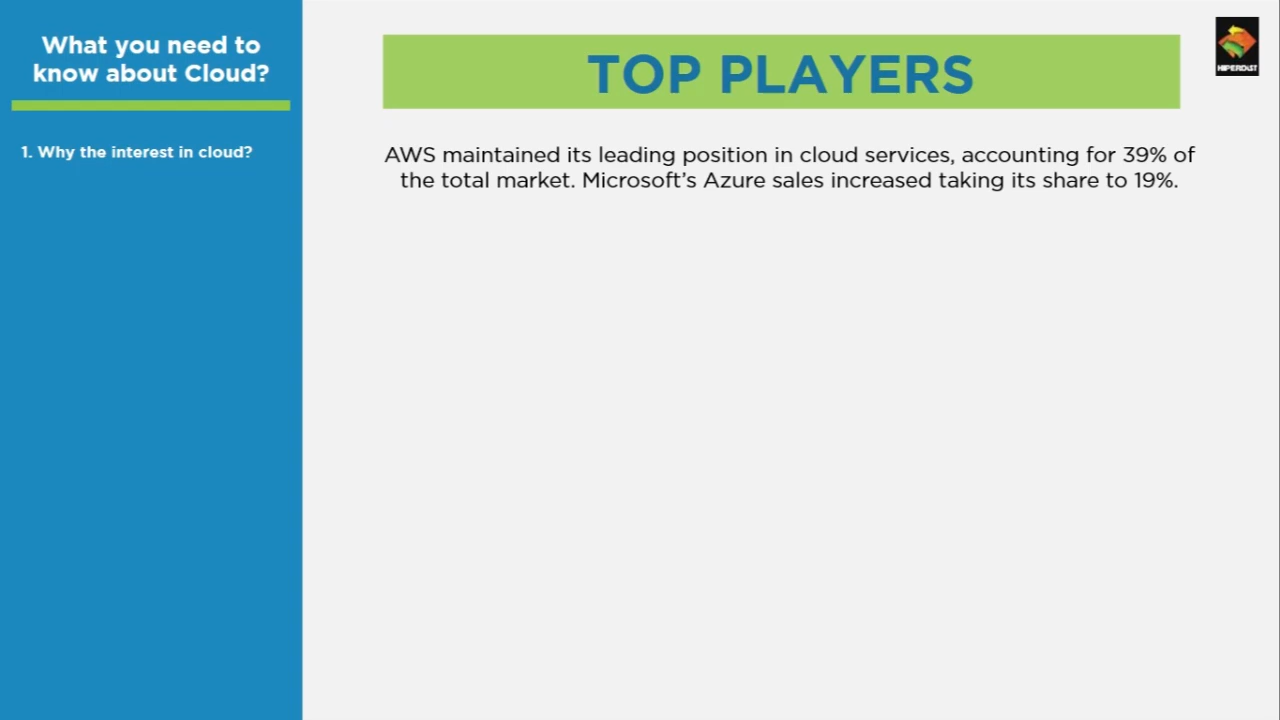 What you need to
know about Cloud?
1. Why the interest in cloud?
TOP PLAYERS
HIPERDIST
AWS maintained its leading position in cloud services, accounting for 39% of
the total market. Microsoft’s Azure sales increased taking its share to 19%.